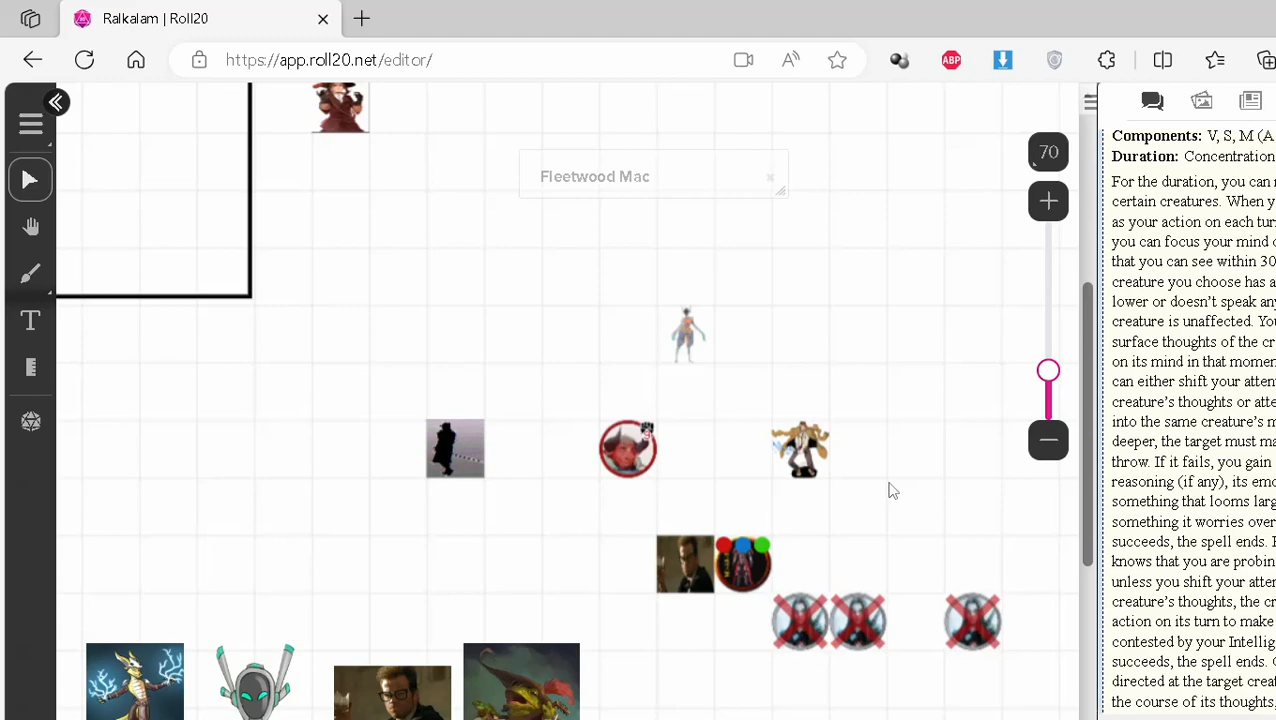 Ralkalam | Roll20
https://app.roll20.net/editor/
ABP
Fleetwood Mac
70
Components: V, S, M (A
Duration: Concentration
For the duration, you can r
certain creatures. When y
as your action on each tur
you can focus your mind o
that you can see within 30
creature you choose has a
lover or doesn't speak any
creature is unaffected. You
surface thoughts of the cr
on its mind in that momen
can either shift your atten
creature's thoughts or atte
into the same creature's m
deeper, the target must ma
throw. If it fails, you gain
reasoning (if any), its emo
something that looms larg
something it worries over
succeeds, the spell ends. E
knows that you are probin
unless you shift your atten
creature's thoughts, the cr
action on its turn to make
contested by your Intellig
succeeds, the spell ends.
directed at the target creat
the course of its thought